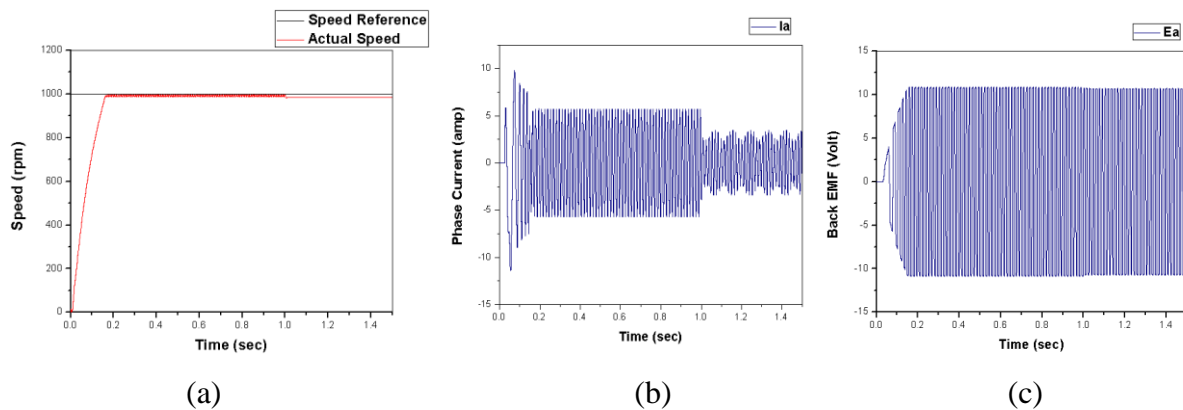 Speed Reference
Actual Speed
1200
1000
800
600
400
200
0
0.0 0.2 0.4 0.6 0.8 1.0 1.2 1.4
Speed (rpm)
Time (sec)
(a)
Ia
10
5
0
-5
-10
-15
0.0 0.2 0.4 0.6 0.8 1.0 1.2 1.4
Phase Current (amp)
Time (sec)
(b)
Ea
15
10
5
0
-5
-10
-15
0.0 0.2 0.4 0.6 0.8 1.0 1.2 1.4
Back EMF (Volt)
Time (sec)
(c)